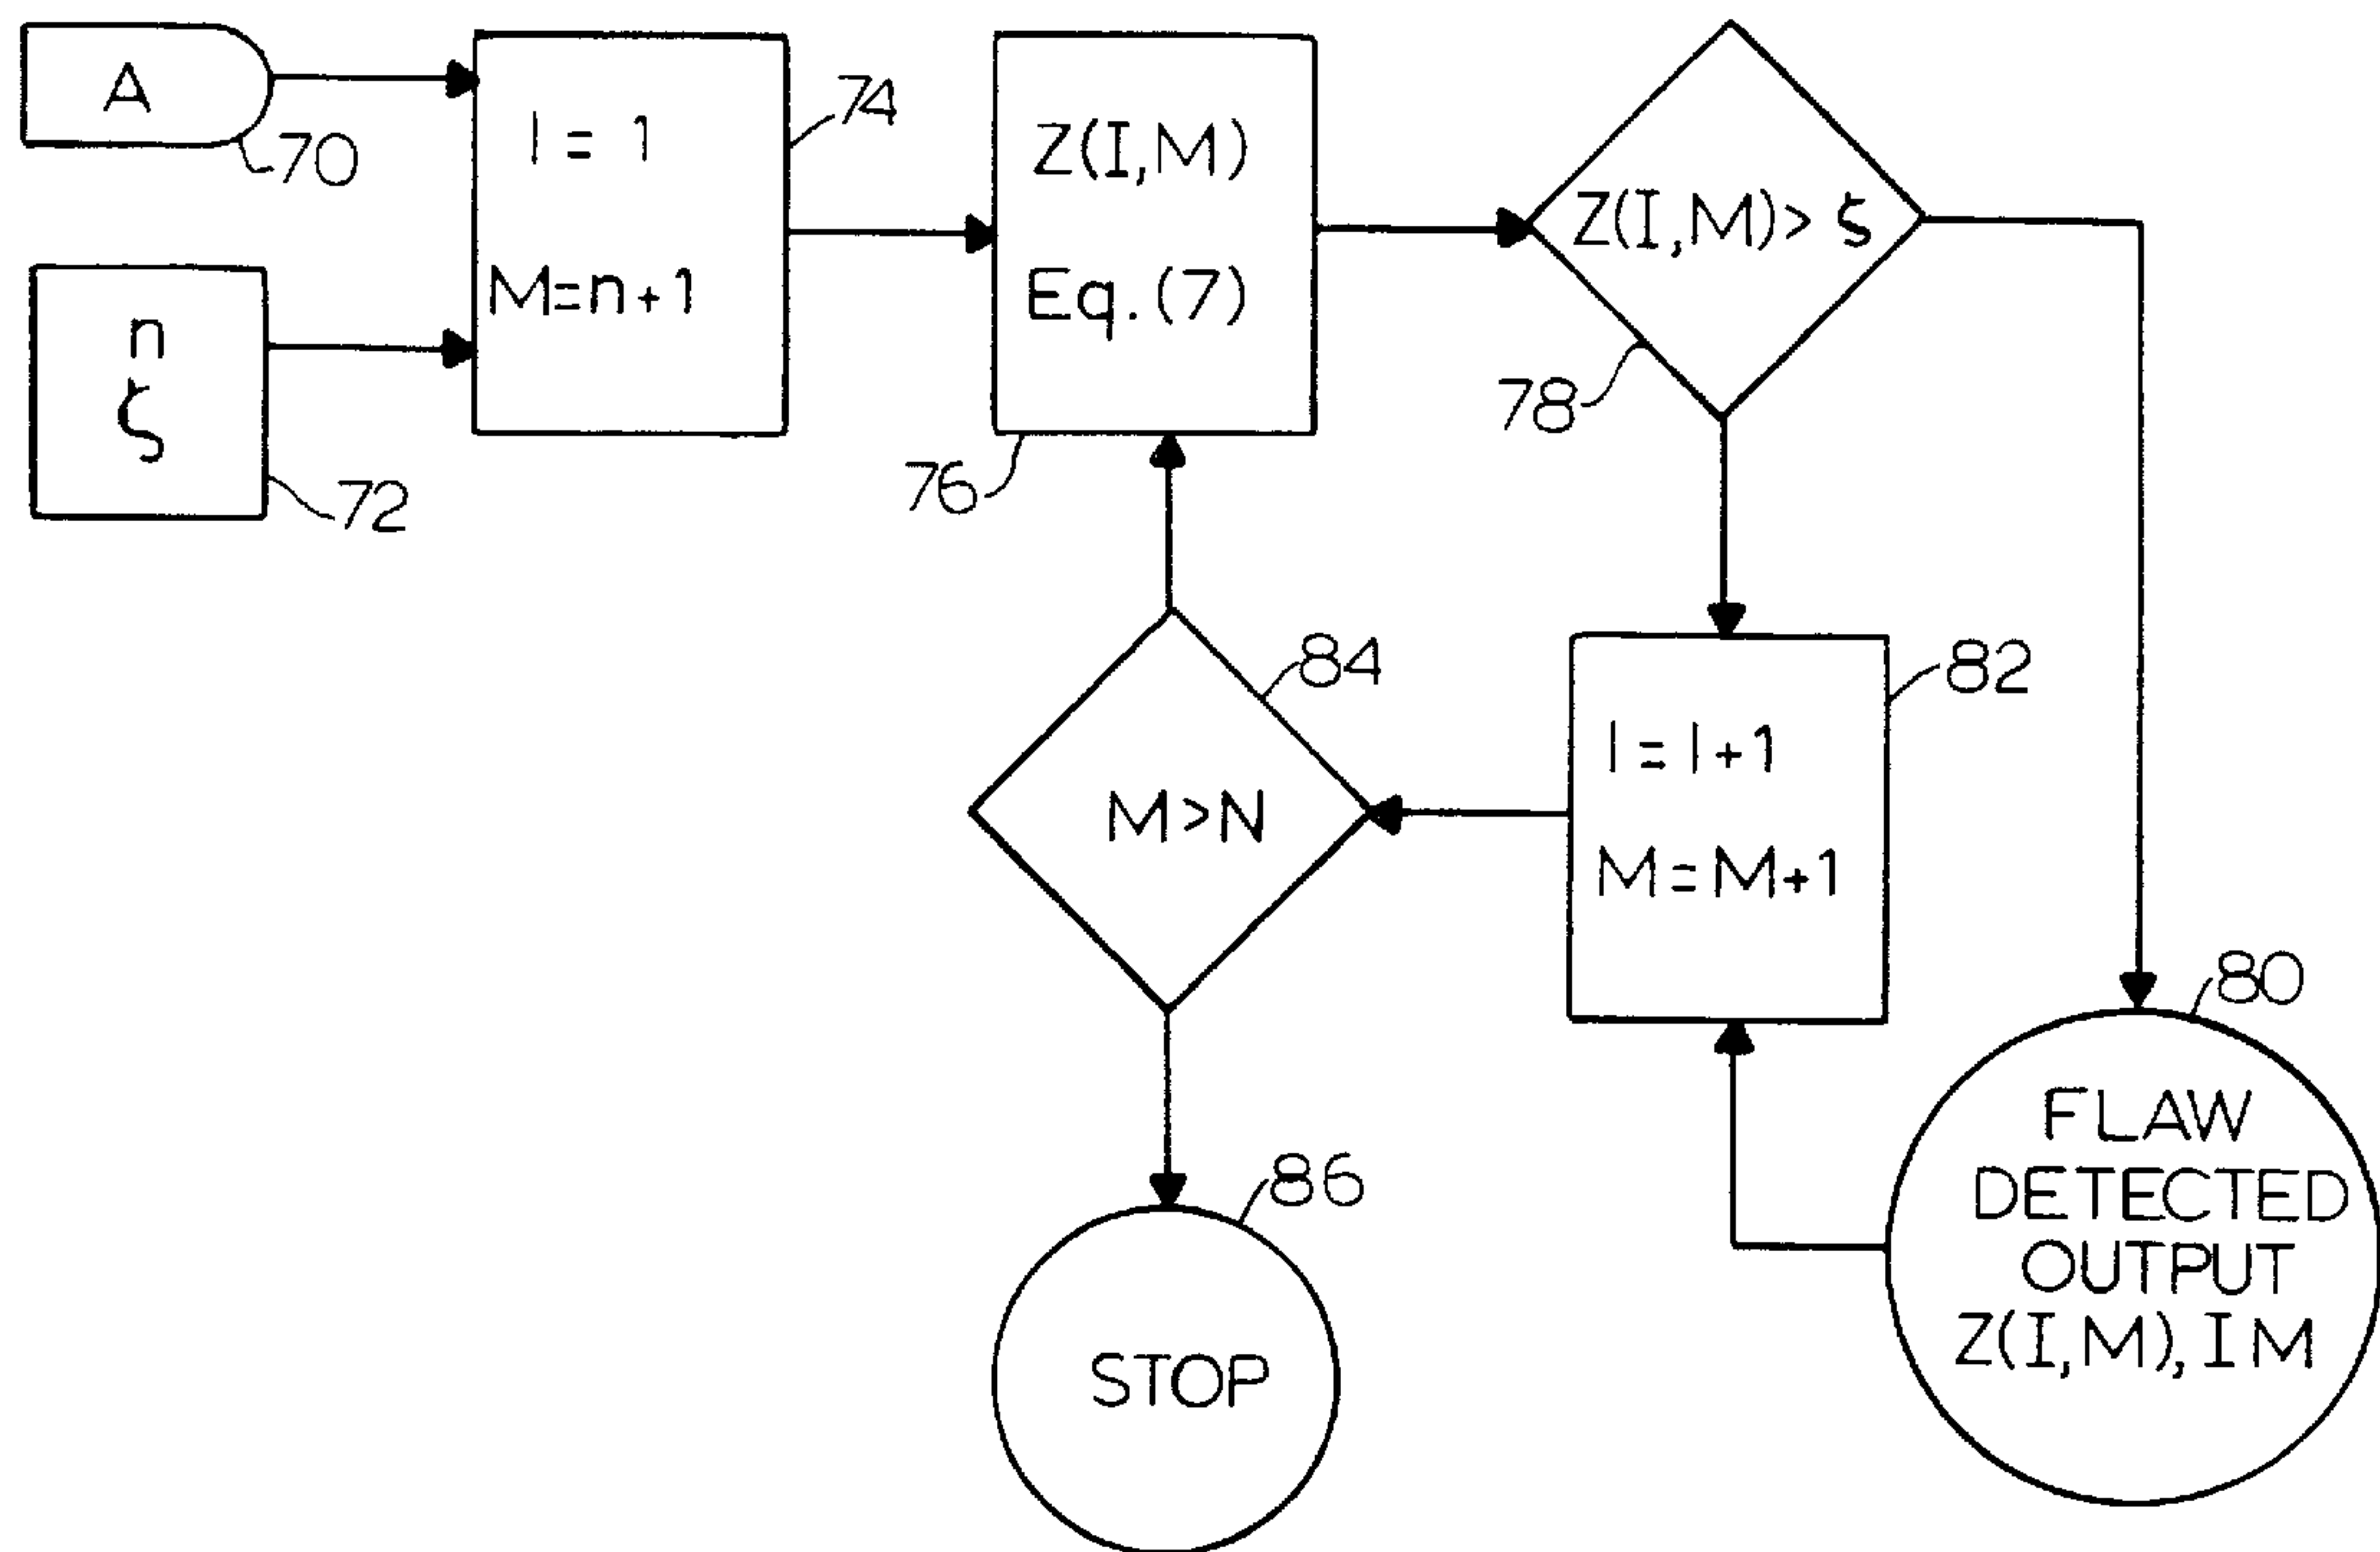 A
70
I = 1
M=n+1
74
Z(I,M)
Eq.(7)
76
Z(I,M)> ζ
78
n
ζ
72
84
M>N
82
I=I+1
M=M+1
80
FLAW
DETECTED
OUTPUT
Z(I,M), I M
86
STOP